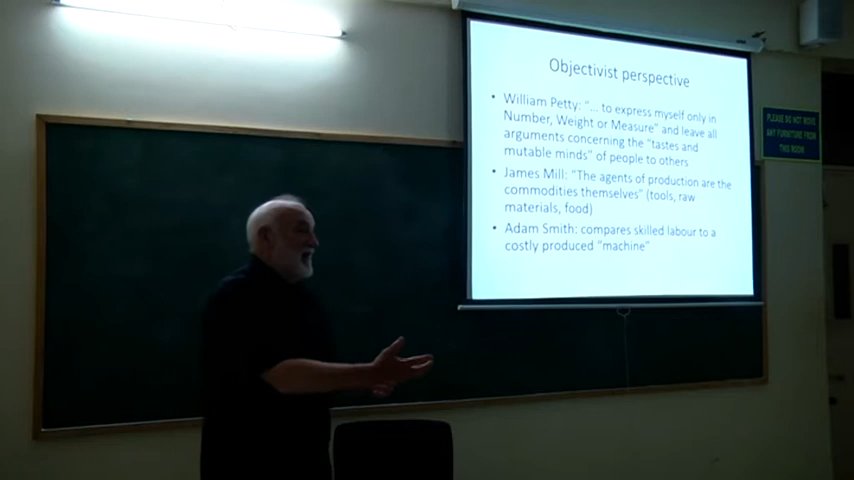 Objectivist perspective
• William Petty: "... to express myself only in
Number, Weight or Measure" and leave all
arguments concerning the "tastes and
mutable minds" of people to others
• James Mill: "The agents of production are the
commodities themselves" (tools, raw
materials, food)
• Adam Smith: compares skilled labour to a
costly produced "machine"
PLEASE DO NOT MOVE
ANY FURNITURE FROM
THIS ROOM